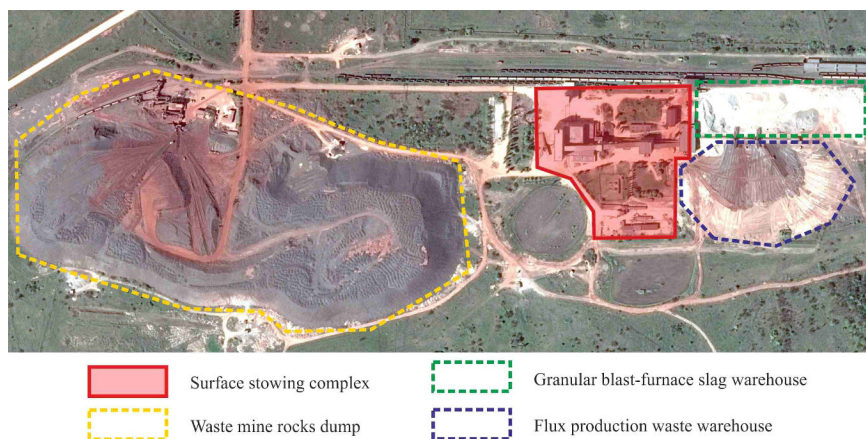 Surface stowing complex
Granular blast-furnace slag warehouse
Waste mine rocks dump
Flux production waste warehouse